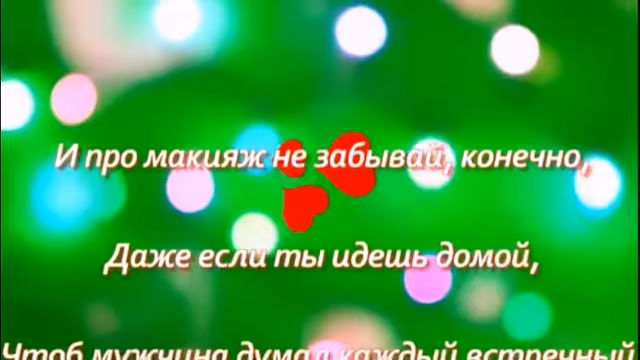 И про макияж не забывай, конечно,
Даже если ты идешь домой,
Чтоб мужчина думал каждый встречный